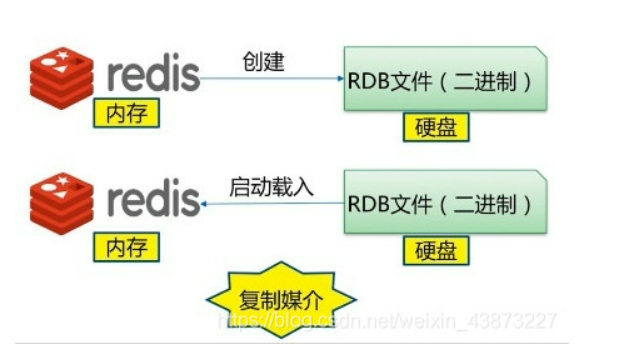 创建
redis
RDB文件（二进制）
内存
硬盘
启动载入
redis
RDB文件（二进制）
内存
硬盘
复制媒介
https://blog.csdn.net/weixin_43873227